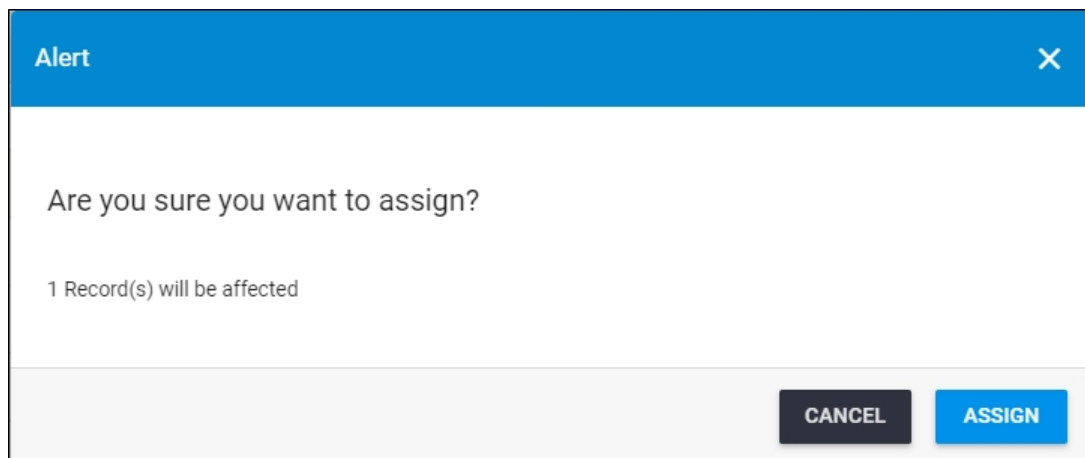 Alert
Are you sure you want to assign?
1 Record(s) will be affected
CANCEL ASSIGN